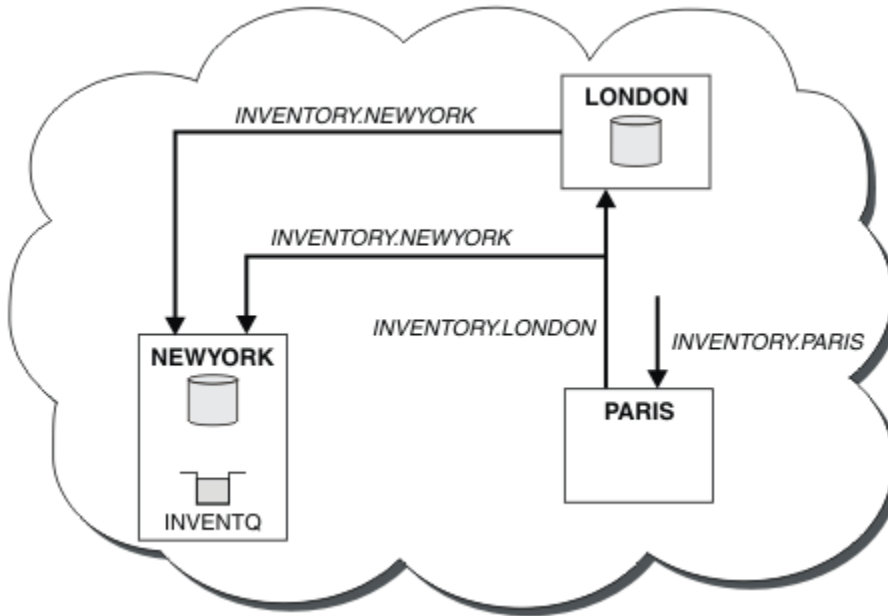 LONDON
INVENTORY.NEWYORK
INVENTORY.NEWYORK
INVENTORY.LONDON
INVENTORY.PARIS
NEWYORK
PARIS
INVENTQ